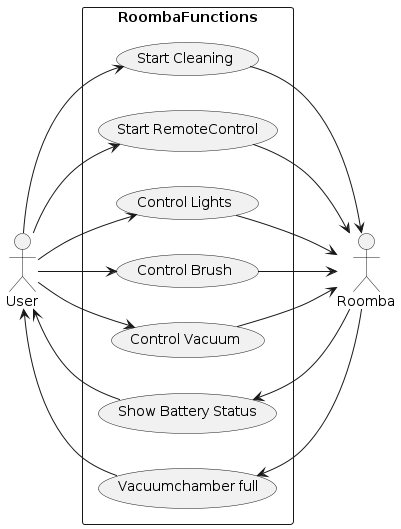 RoombaFunctions
Start Cleaning
Start RemoteControl
Control Lights
Control Brush
User
Roomba
Control Vacuum
Show Battery Status
Vacuumchamber full